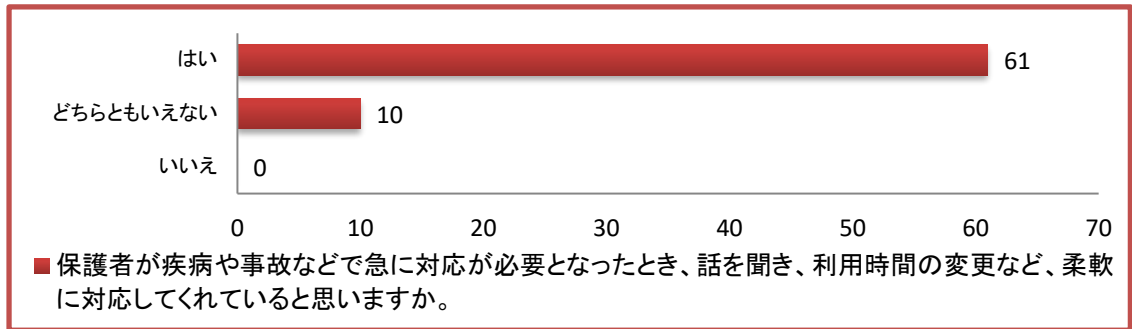 はい 61
どちらともいえない 10
いいえ 0
0 10 20 30 40 50 60 70
保護者が疾病や事故などで急に対応が必要となったとき、話を聞き、利用時間の変更など、柔軟
に対応してくれていると思いますか。